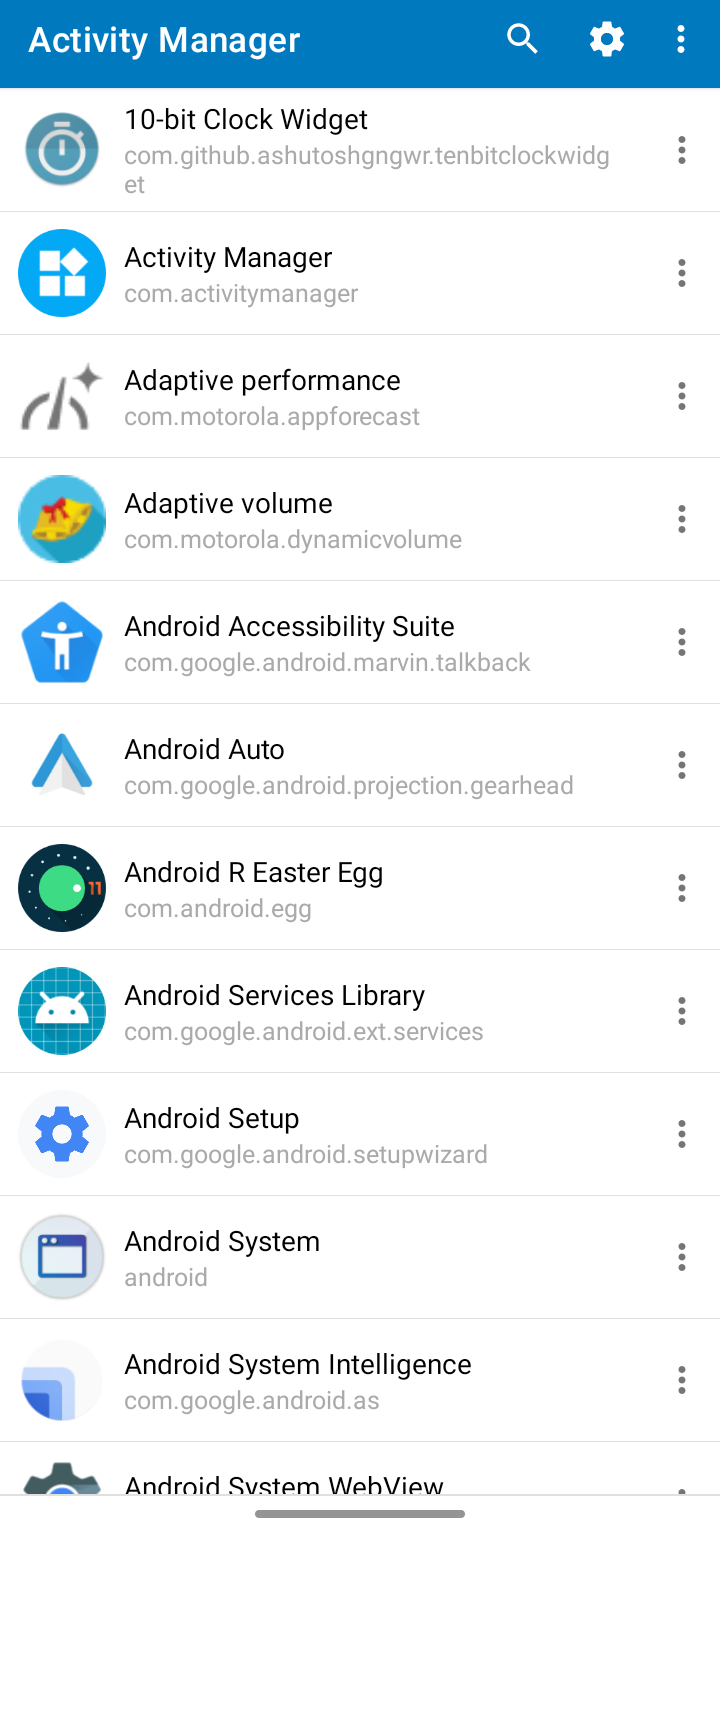 Activity Manager
10-bit Clock Widget
com.github.ashutoshgngwr.tenbitclockwidg
et
Activity Manager
com.activitymanager
Adaptive performance
com.motorola.appforecast
Adaptive volume
com.motorola.dynamicvolume
Android Accessibility Suite
com.google.android.marvin.talkback
Android Auto
com.google.android.projection.gearhead
Android R Easter Egg
11
com.android.egg
Android Services Library
com.google.android.ext.services
Android Setup
com.google.android.setupwizard
Android System
android
Android System Intelligence
com.google.android.as
Android System WebView